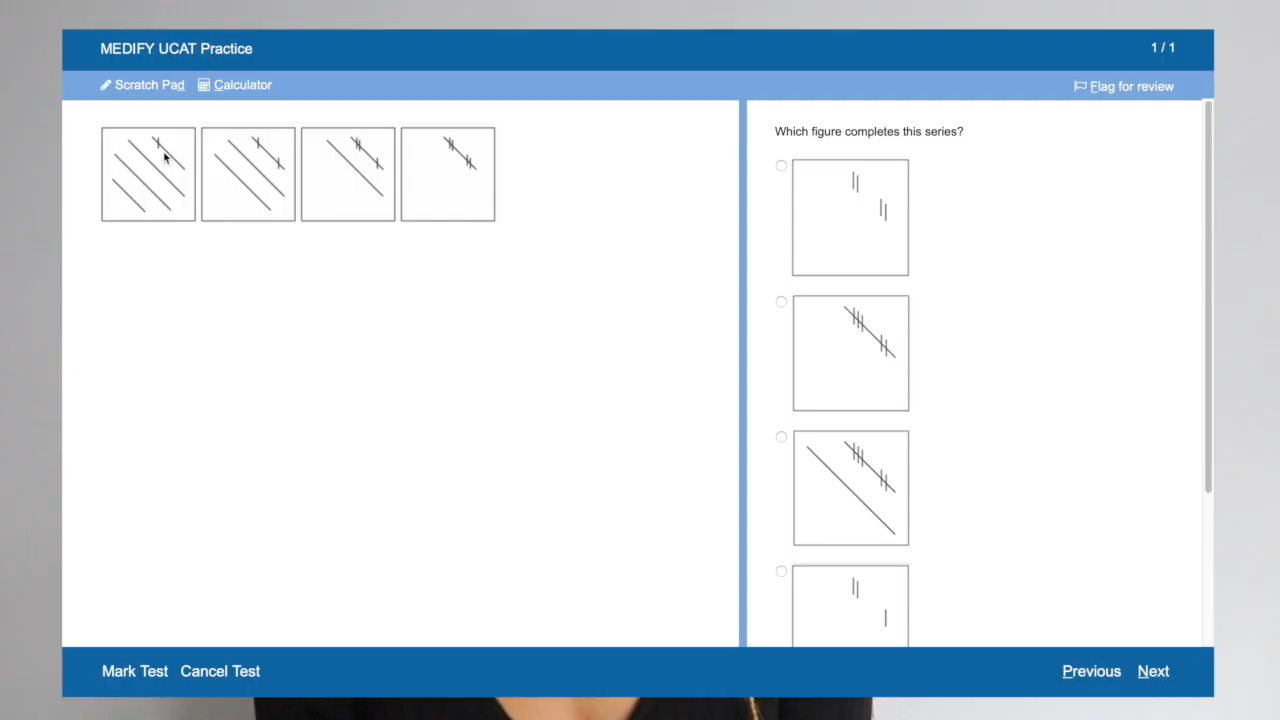 MEDIFY UCAT Practice
1 / 1
Scratch Pad
Calculator
Flag for review
Which figure completes this series?
Mark Test
Cancel Test
Previous
Next